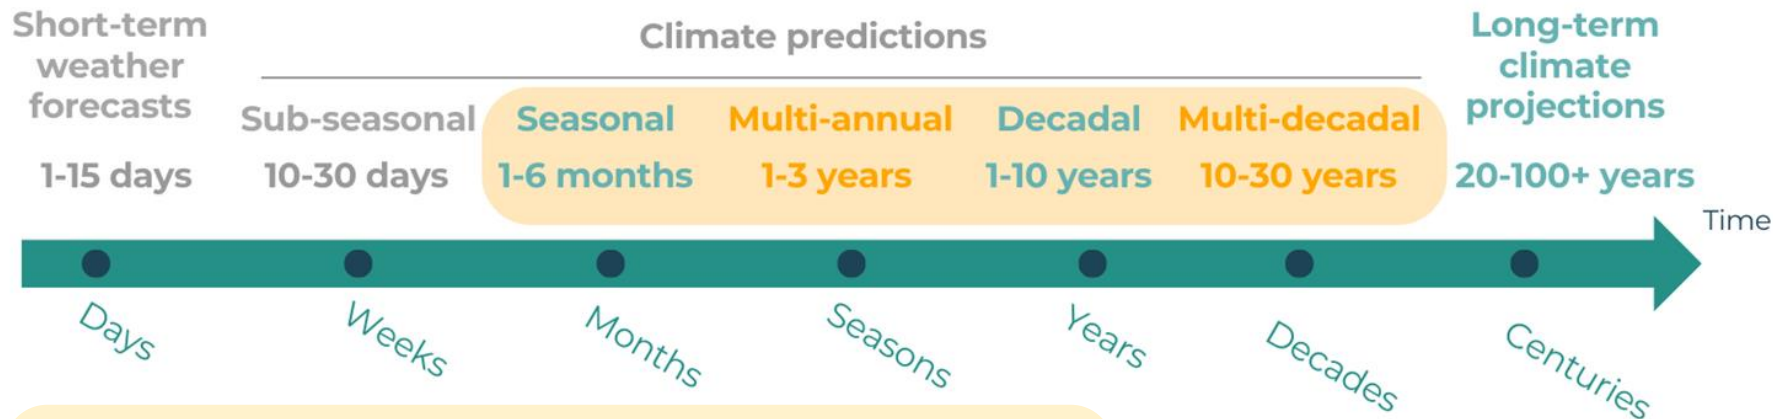 Short-term
weather
forecasts
Climate predictions
Long-term
climate
projections
Sub-seasonal Seasonal Multi-annual Decadal Multi-decadal
1-15 days 10-30 days 1-6 months 1-3 years 1-10 years 10-30 years 20-100+ years
Time
Days Weeks Months Seasons Years Decades Centuries